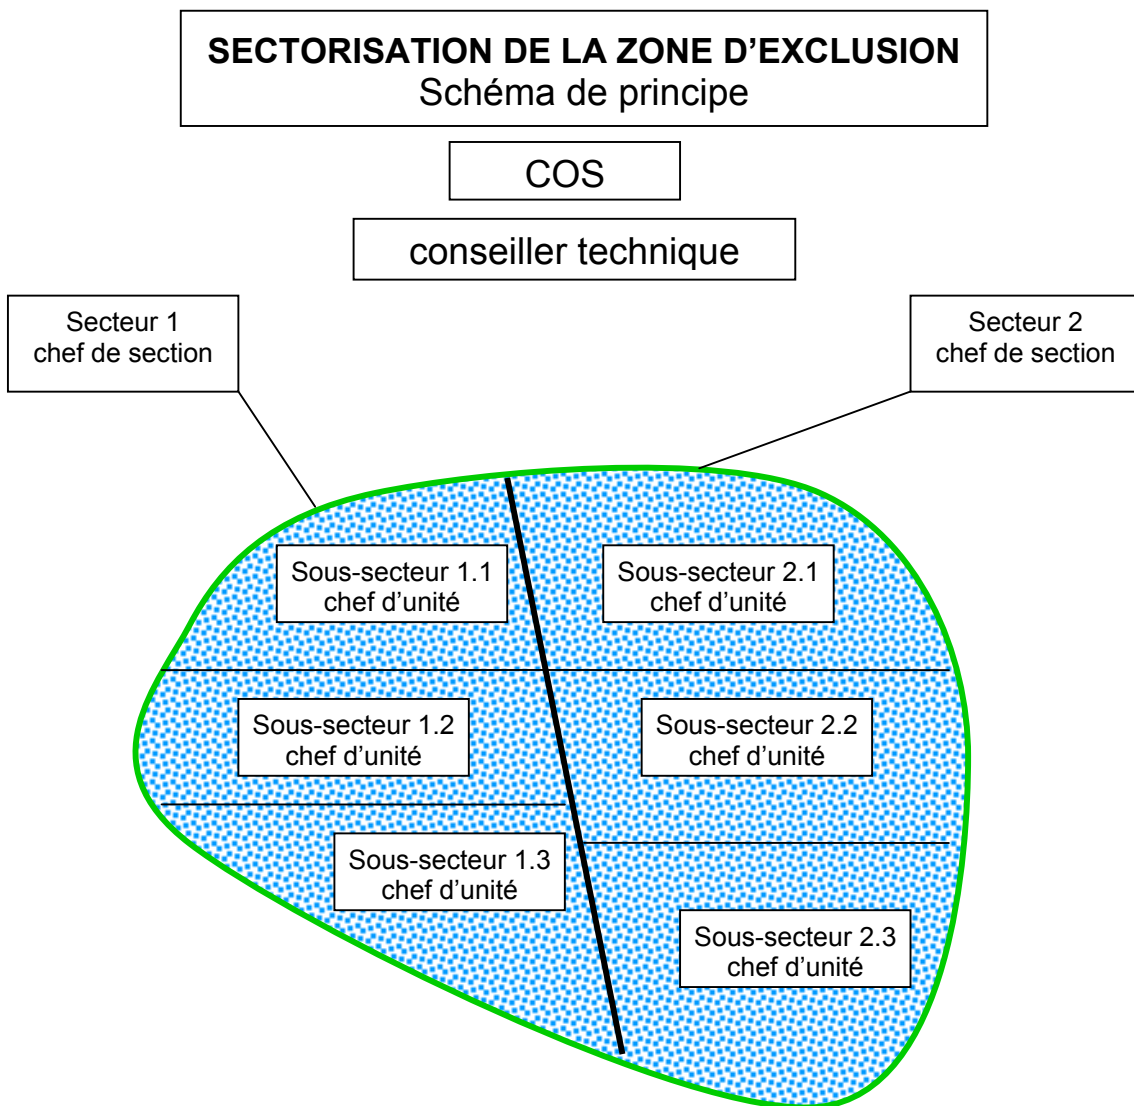 SECTORISATION DE LA ZONE D'EXCLUSION
Schéma de principe
COS
conseiller technique
Secteur 1
chef de section
Secteur 2
chef de section
Sous-secteur 1.1
chef d’unité
Sous-secteur 2.1
chef d’unité
Sous-secteur 1.2
chef d’unité
Sous-secteur 2.2
chef d’unité
Sous-secteur 1.3
chef d’unité
Sous-secteur 2.3
chef d’unité